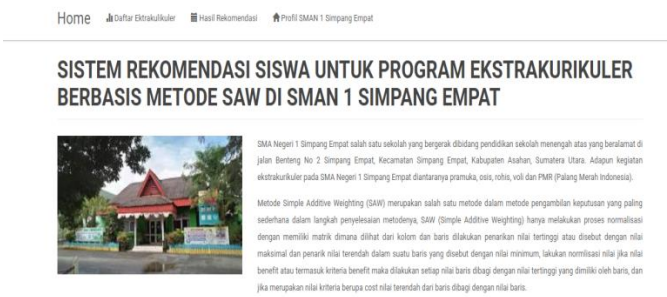 Home Daftar Ektrakulikuler Hasil Rekomendasi Profil SMAN 1 Simpang Empat
SISTEM REKOMENDASI SISWA UNTUK PROGRAM EKSTRAKURIKULER
BERBASIS METODE SAW DI SMAN 1 SIMPANG EMPAT
SMA Negeri 1 Simpang Empat salah satu sekolah yang bergerak dibidang pendidikan sekolah menengah atas yang beralamat di
jalan Benteng No 2 Simpang Empat, Kecamatan Simpang Empat, Kabupaten Asahan, Sumatera Utara. Adapun kegiatan
ekstrakurikuler pada SMA Negeri 1 Simpang Empat diantaranya pramuka, osis, rohis, voli dan PMR (Palang Merah Indonesia).
Metode Simple Additive Weighting (SAW) merupakan salah satu metode dalam metode pengambilan keputusan yang paling
sederhana dalam langkah penyelesaian metodenya, SAW (Simple Additive Weighting) hanya melakukan proses normalisasi
dengan memiliki matrik dimana dilihat dari kolom dan baris dilakukan penarikan nilai tertinggi atau disebut dengan nilai
maksimal dan penarik nilai terendah dalam suatu baris yang disebut dengan nilai minimum, lakukan normlisasi nilai jika nilai
benefit atau termasuk kriteria benefit maka dilakukan setiap nilai baris dibagi dengan nilai tertinggi yang dimiliki oleh baris, dan
jika merupakan nilai kriteria berupa cost nilai terendah dari baris dibagi dengan nilai baris.